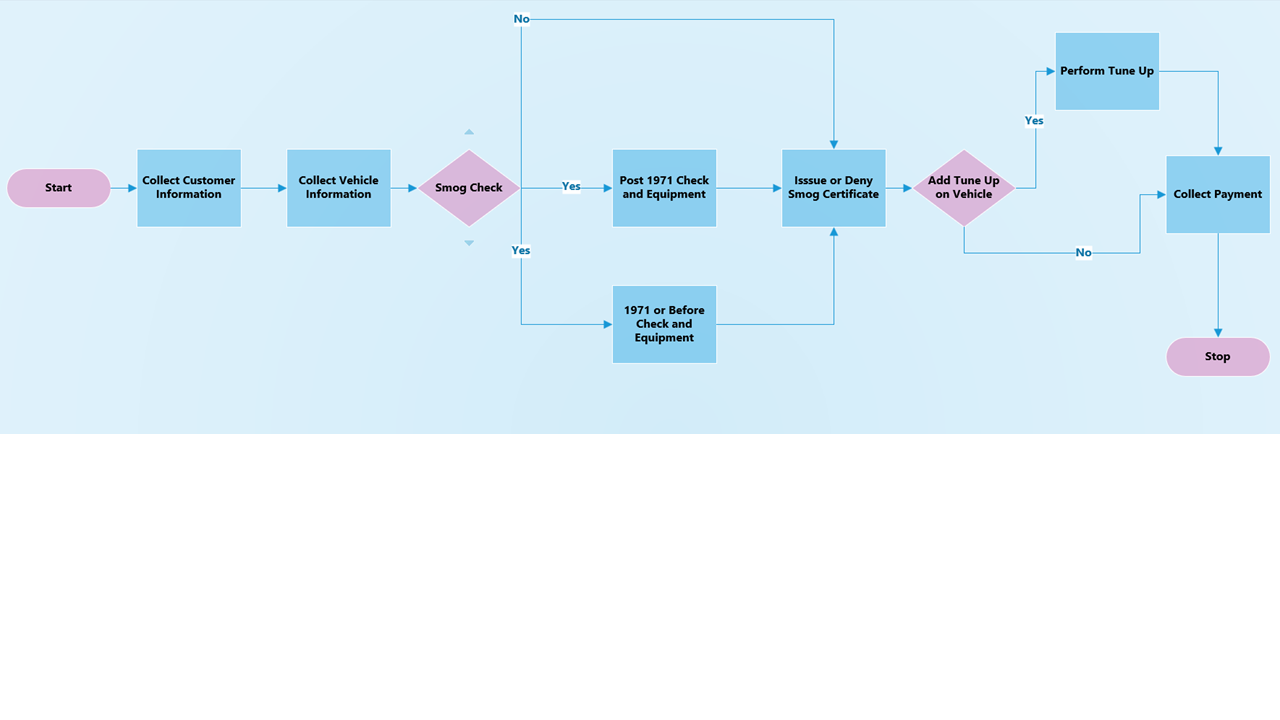 No
Perform Tune Up
Yes
Start
Collect Customer
Information
Collect Vehicle
Information
Smog Check
Yes
Post 1971 Check
and Equipment
Isssue or Deny
Smog Certificate
Add Tune Up
on Vehicle
Collect Payment
Yes
No
1971 or Before
Check and
Equipment
Stop